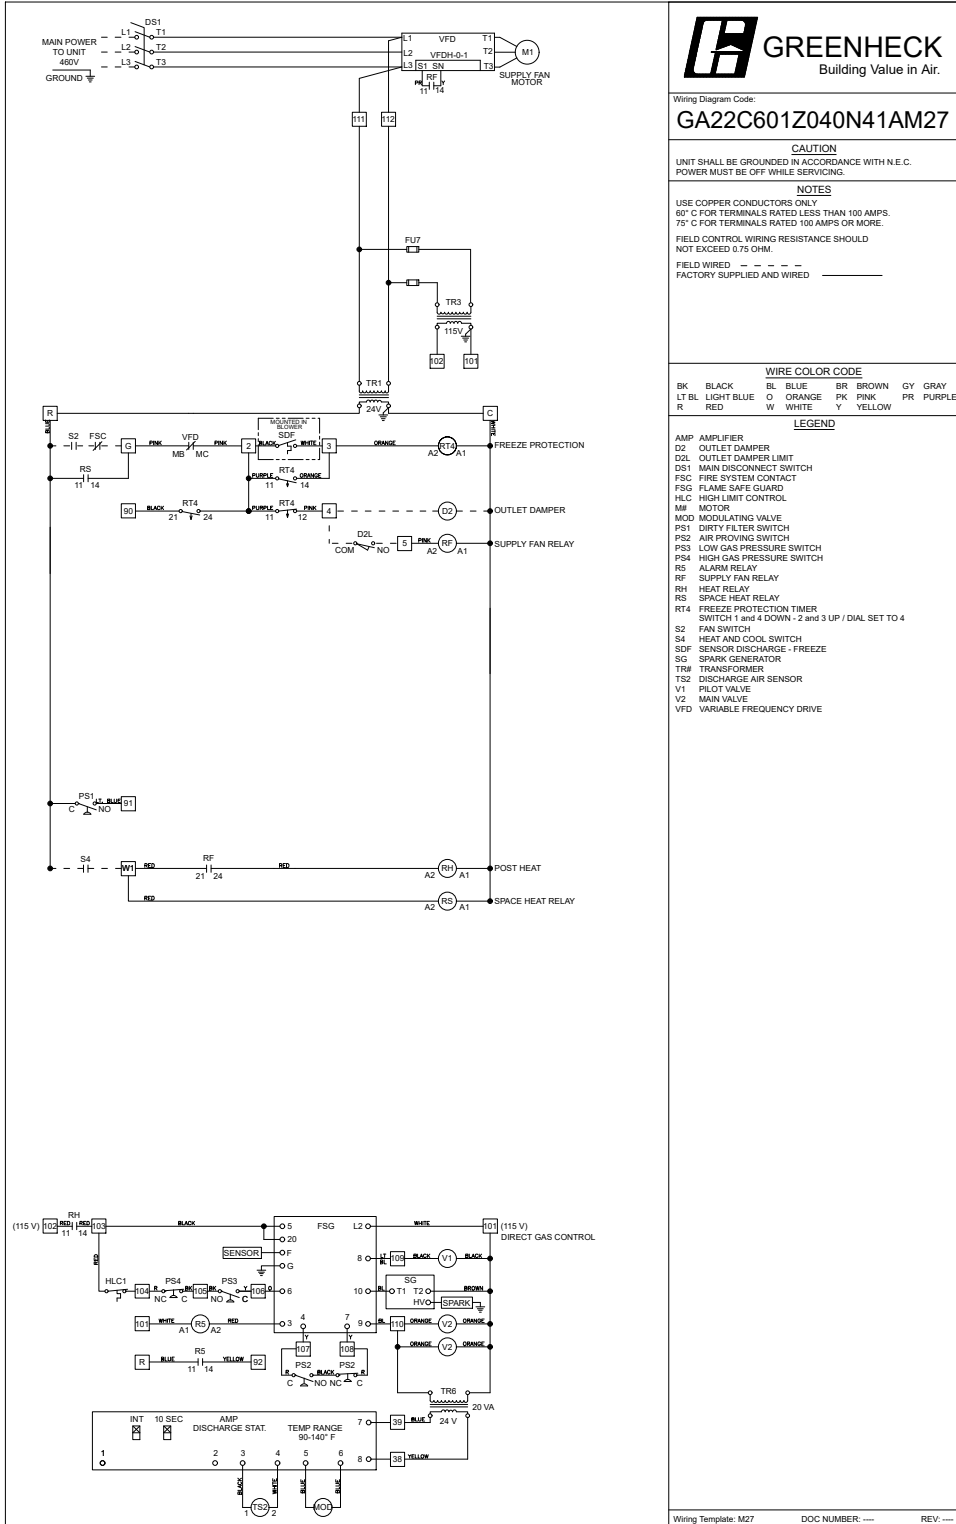 DS1
MAIN POWER
TO UNIT
460V
GROUND
L1 T1
L2 T2
L3 T3
L1 VFD T1
L2 VFDH-0-1 T2
L3 S1 SN T3
M1
SUPPLY FAN
MOTOR
PR RF Y
11 14
111 112
FU7
TR3
115V
102 101
TR1
24V
R C
BLUE WHITE
MOUNTED IN
BLOWER
S2 FSC G PINK VFD PINK 2 BLACK SDF WHITE 3 ORANGE RT4 FREEZE PROTECTION
MB MC A2 A1
RS
11 14
PURPLE RT4 ORANGE
11 14
90 BLACK RT4 PURPLE RT4 PINK 4 D2 OUTLET DAMPER
21 24 11 12
D2L 5 PINK RF SUPPLY FAN RELAY
COM NO A2 A1
PS1 LT. BLUE 91
C NO
S4 W1 RED RF RED RH POST HEAT
21 24 A2 A1
RED RS SPACE HEAT RELAY
A2 A1
(115 V) 102 RED RH RED 103 BLACK 5 FSG L2 WHITE 101 (115 V)
11 14
DIRECT GAS CONTROL
20
SENSOR F
G
8 LT BL 109 BLACK V1 BLACK
RED
HLC1 104 R PS4 BK 105 BK PS3 Y 106 O 6
NC C NO C
10 BL T1 SG T2 BROWN
HV SPARK
101 WHITE R5 RED 3
A1 A2
4 7
9 BL 110 ORANGE V2 ORANGE
Y Y
107 108
ORANGE V2 ORANGE
R BLUE R5 YELLOW 92
11 14
R PS2 BLACK PS2 R
C NO NC C
TR6
20 VA
24 V
INT 10 SEC AMP
DISCHARGE STAT. TEMP RANGE
90-140° F
7 39 BLUE
1 2 3 4 5 6
8 38 YELLOW
BLACK WHITE BLUE BLUE
1 TS2 2 MOD
GREENHECK
Building Value in Air.
Wiring Diagram Code:
GA22C601Z040N41AM27
CAUTION
UNIT SHALL BE GROUNDED IN ACCORDANCE WITH N.E.C.
POWER MUST BE OFF WHILE SERVICING.
NOTES
USE COPPER CONDUCTORS ONLY
60° C FOR TERMINALS RATED LESS THAN 100 AMPS.
75° C FOR TERMINALS RATED 100 AMPS OR MORE.
FIELD CONTROL WIRING RESISTANCE SHOULD
NOT EXCEED 0.75 OHM.
FIELD WIRED
FACTORY SUPPLIED AND WIRED
WIRE COLOR CODE
BK BLACK BL BLUE BR BROWN GY GRAY
LT BL LIGHT BLUE O ORANGE PK PINK PR PURPLE
R RED W WHITE Y YELLOW
LEGEND
AMP AMPLIFIER
D2 OUTLET DAMPER
D2L OUTLET DAMPER LIMIT
DS1 MAIN DISCONNECT SWITCH
FSC FIRE SYSTEM CONTACT
FSG FLAME SAFE GUARD
HLC HIGH LIMIT CONTROL
M# MOTOR
MOD MODULATING VALVE
PS1 DIRTY FILTER SWITCH
PS2 AIR PROVING SWITCH
PS3 LOW GAS PRESSURE SWITCH
PS4 HIGH GAS PRESSURE SWITCH
R5 ALARM RELAY
RF SUPPLY FAN RELAY
RH HEAT RELAY
RS SPACE HEAT RELAY
RT4 FREEZE PROTECTION TIMER
SWITCH 1 and 4 DOWN - 2 and 3 UP / DIAL SET TO 4
S2 FAN SWITCH
S4 HEAT AND COOL SWITCH
SDF SENSOR DISCHARGE - FREEZE
SG SPARK GENERATOR
TR# TRANSFORMER
TS2 DISCHARGE AIR SENSOR
V1 PILOT VALVE
V2 MAIN VALVE
VFD VARIABLE FREQUENCY DRIVE
Wiring Template: M27 DOC NUMBER: ---- REV: ----